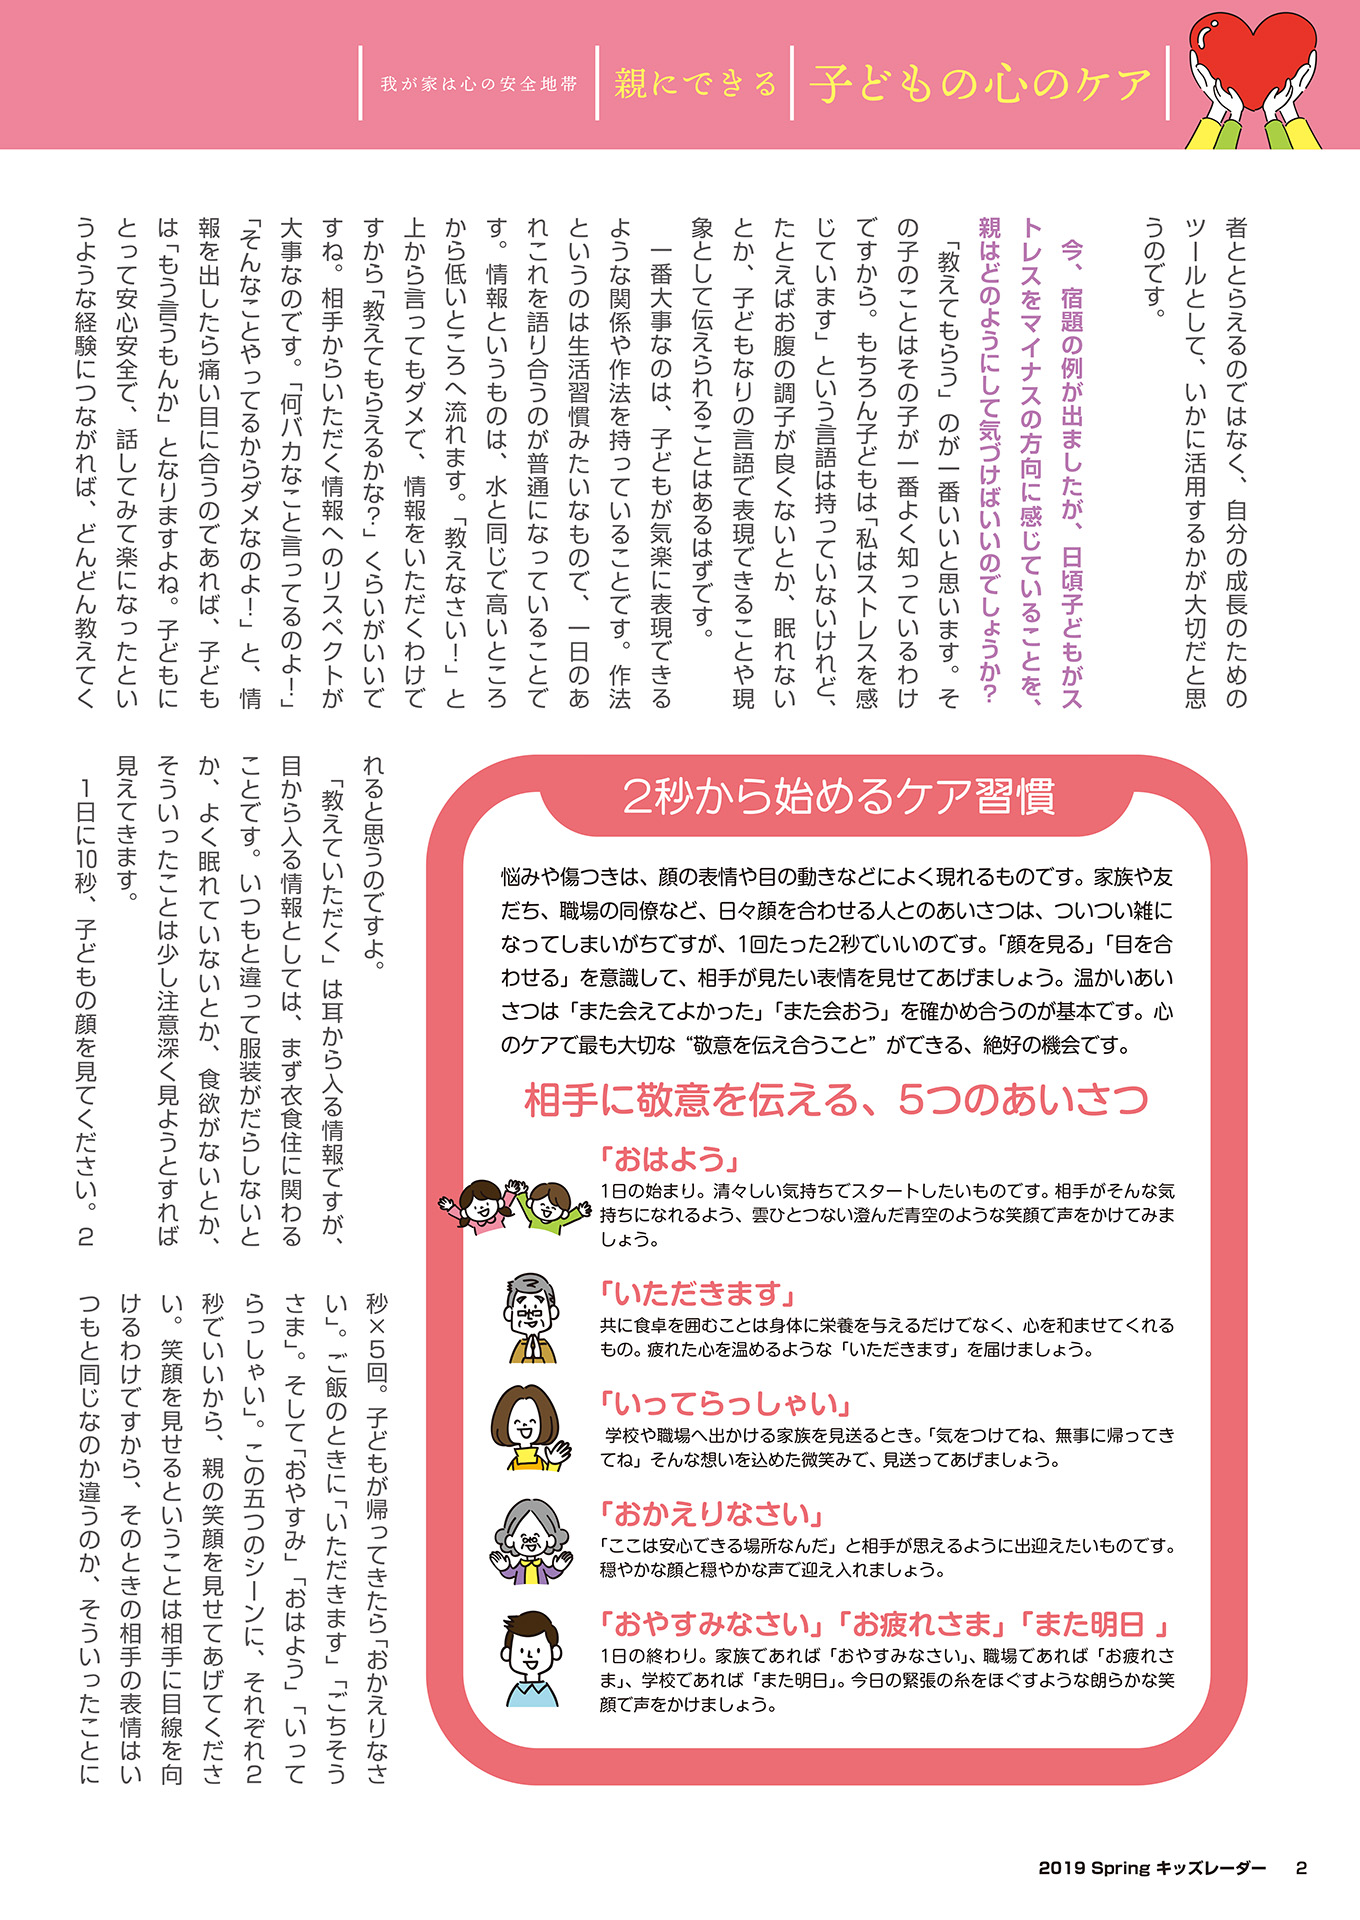 子どもの心のケア
親にできる
我が家は心の安全地帯
者ととらえるのではなく、自分の成長のための
ツールとして、いかに活用するかが大切だと思
うのです。
今、宿題の例が出ましたが、日頃子どもがス
トレスをマイナスの方向に感じていることを、
親はどのようにして気づけばいいのでしょうか?
「教えてもらう」のが一番いいと思います。そ
の子のことはその子が一番よく知っているわけ
ですから。もちろん子どもは「私はストレスを感
じています」という言語は持っていないけれど、
たとえばお腹の調子が良くないとか、眠れない
とか、子どもなりの言語で表現できることや現
象として伝えられることはあるはずです。
一番大事なのは、子どもが気楽に表現できる
ような関係や作法を持っていることです。作法
というのは生活習慣みたいなもので、一日のあ
れこれを語り合うのが普通になっていることで
す。情報というものは、水と同じで高いところ
から低いところへ流れます。「教えなさい!」と
上から言ってもダメで、情報をいただくわけで
すから「教えてもらえるかな?」くらいがいいで
すね。相手からいただく情報へのリスペクトが
大事なのです。「何バカなこと言ってるのよ!」
「そんなことやってるからダメなのよ!」と、情
報を出したら痛い目に合うのであれば、子ども
は「もう言うもんか」となりますよね。子どもに
とって安心安全で、話してみて楽になったとい
うような経験につながれば、どんどん教えてく
れると思うのですよ。
「教えていただく」は耳から入る情報ですが、
目から入る情報としては、まず衣食住に関わる
ことです。いつもと違って服装がだらしないと
か、よく眠れていないとか、食欲がないとか、
そういったことは少し注意深く見ようとすれば
見えてきます。
1日に10秒、子どもの顔を見てください。2
秒×5回。子どもが帰ってきたら「おかえりなさ
い」。ご飯のときに「いただきます」「ごちそう
さま」。そして「おやすみ」「おはよう」「いって
らっしゃい」。この五つのシーンに、それぞれ2
秒でいいから、親の笑顔を見せてあげてくださ
い。笑顔を見せるということは相手に目線を向
けるわけですから、そのときの相手の表情はい
つもと同じなのか違うのか、そういったことに
2秒から始めるケア習慣
悩みや傷つきは、顔の表情や目の動きなどによく現れるものです。家族や友
だち、職場の同僚など、日々顔を合わせる人とのあいさつは、ついつい雑に
なってしまいがちですが、1回たった2秒でいいのです。「顔を見る」「目を合
わせる」を意識して、相手が見たい表情を見せてあげましょう。温かいあい
さつは「また会えてよかった」「また会おう」を確かめ合うのが基本です。心
のケアで最も大切な“敬意を伝え合うこと”ができる、絶好の機会です。
相手に敬意を伝える、5つのあいさつ
「おはよう」
1日の始まり。清々しい気持ちでスタートしたいものです。相手がそんな気
持ちになれるよう、雲ひとつない澄んだ青空のような笑顔で声をかけてみま
しょう。
「いただきます」
共に食卓を囲むことは身体に栄養を与えるだけでなく、心を和ませてくれる
もの。疲れた心を温めるような「いただきます」を届けましょう。
「いってらっしゃい」
学校や職場へ出かける家族を見送るとき。「気をつけてね、無事に帰ってき
てね」そんな想いを込めた微笑みで、見送ってあげましょう。
「おかえりなさい」
「ここは安心できる場所なんだ」と相手が思えるように出迎えたいものです。
穏やかな顔と穏やかな声で迎え入れましょう。
「おやすみなさい」「お疲れさま」「また明日 」
1日の終わり。家族であれば「おやすみなさい」、職場であれば「お疲れさ
ま」、学校であれば「また明日」。今日の緊張の糸をほぐすような朗らかな笑
顔で声をかけましょう。
2019 Spring キッズレーダー 2